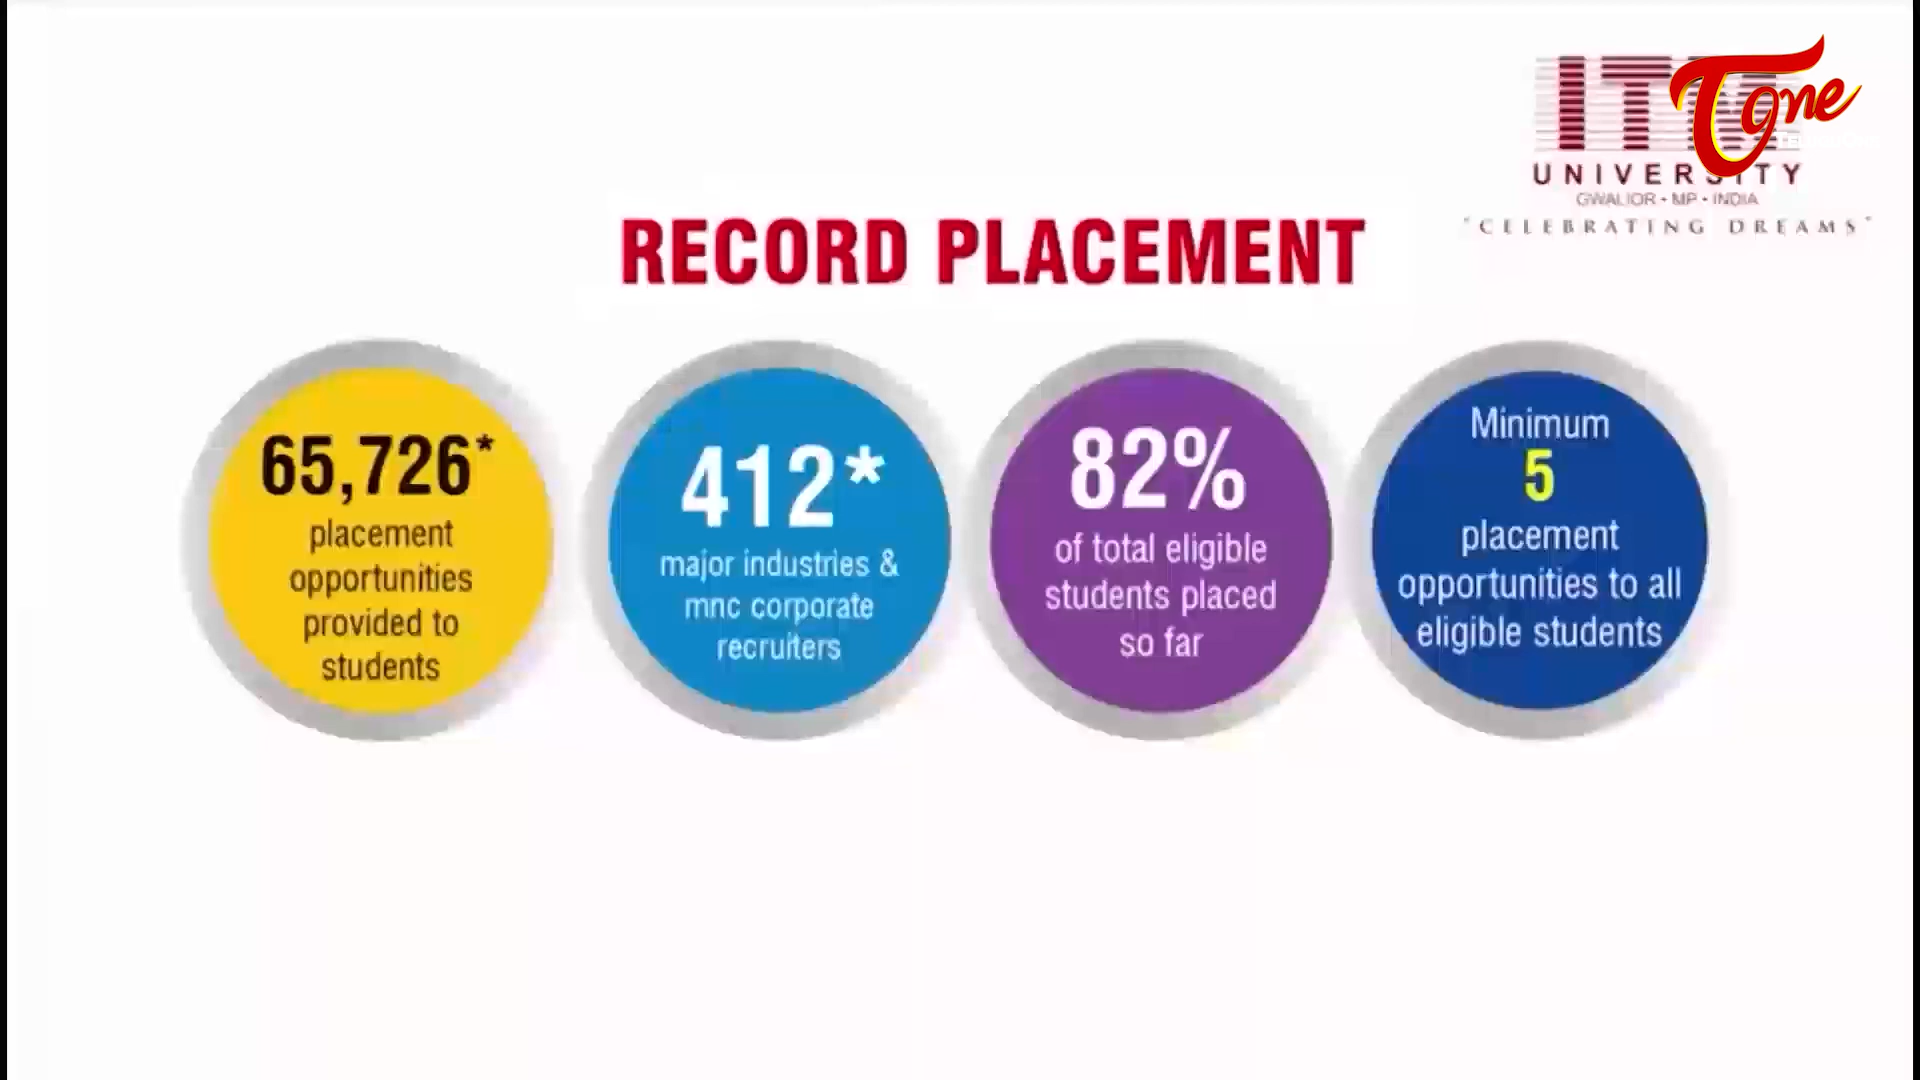 Tone
UNIVERSITY
GWALIOR • MP • INDIA
"CELEBRATING DREAMS"
RECORD PLACEMENT
65,726*
placement
opportunities
provided to
students
412*
major industries &
mnc corporate
recruiters
82%
of total eligible
students placed
so far
Minimum
5
placement
opportunities to all
eligible students